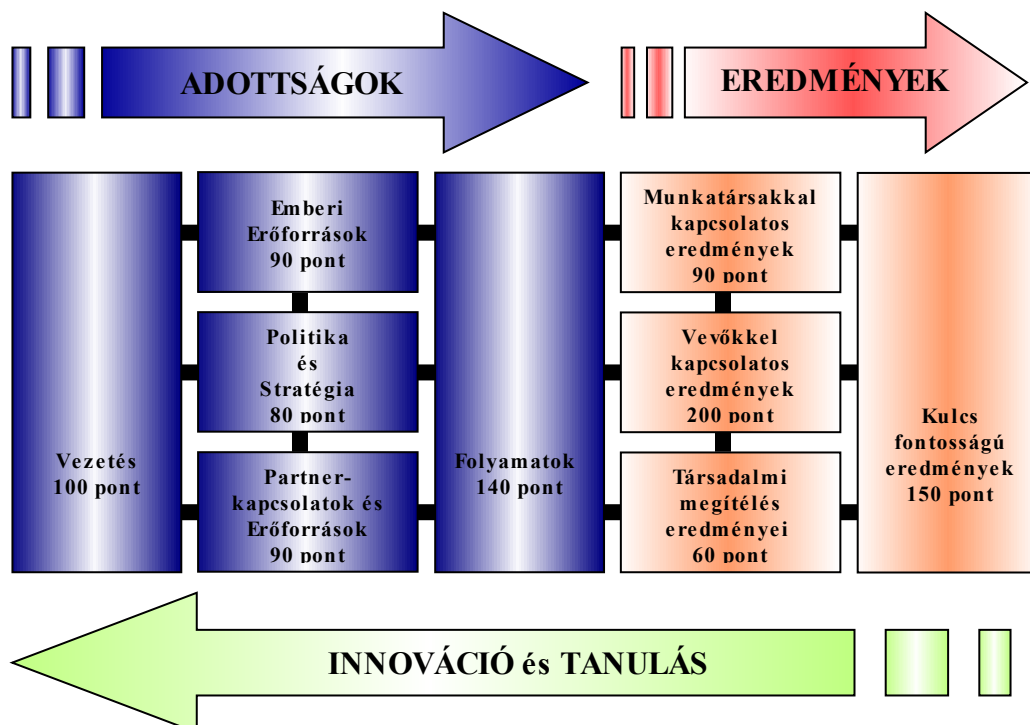 ADOTTSÁGOK
EREDMÉNYEK
Vezetés
100 pont
Emberi
Erőforrások
90 pont
Politika
és
Stratégia
80 pont
Partner-
kapcsolatok és
Erőforrások
90 pont
Folyamatok
140 pont
Munkatársakkal
kapcsolatos
eredmények
90 pont
Vevőkkel
kapcsolatos
eredmények
200 pont
Társadalmi
megítélés
eredményei
60 pont
Kulcs
fontosságú
eredmények
150 pont
INNOVÁCIÓ és TANULÁS